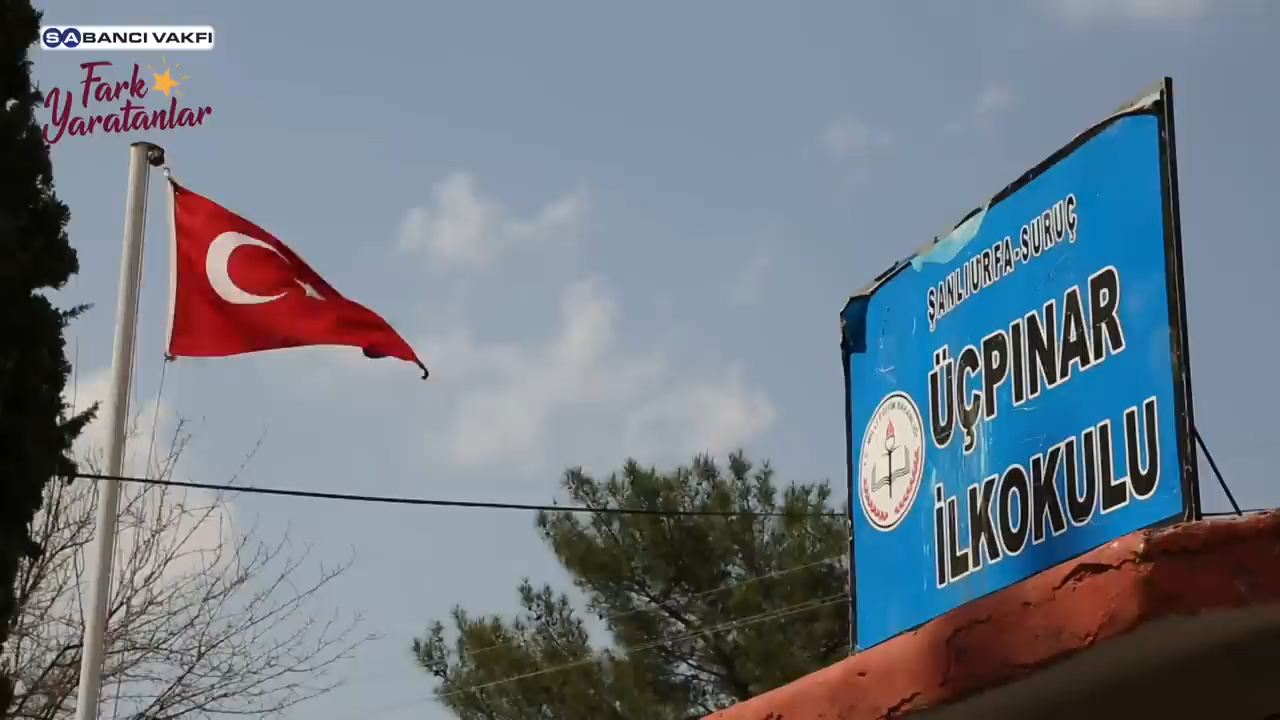 SABANCI VAKFI
Fark
Yaratanlar
ŞANLIURFA-SURUÇ
ÜÇPINAR
İLKOKULU